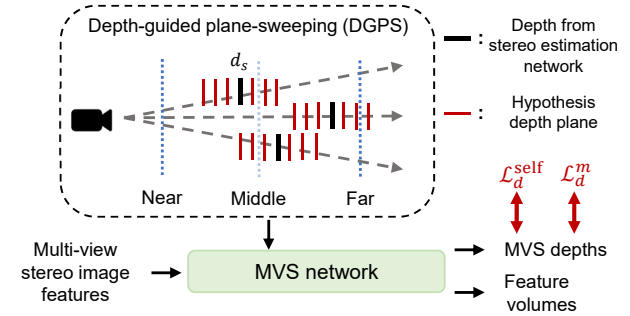 Depth-guided plane-sweeping (DGPS)
d_s
Near
Middle
Far
:
Depth from
stereo estimation
network
:
Hypothesis
depth plane
ℒ_d^self
ℒ_d^m
Multi-view
stereo image
features
MVS network
MVS depths
Feature
volumes